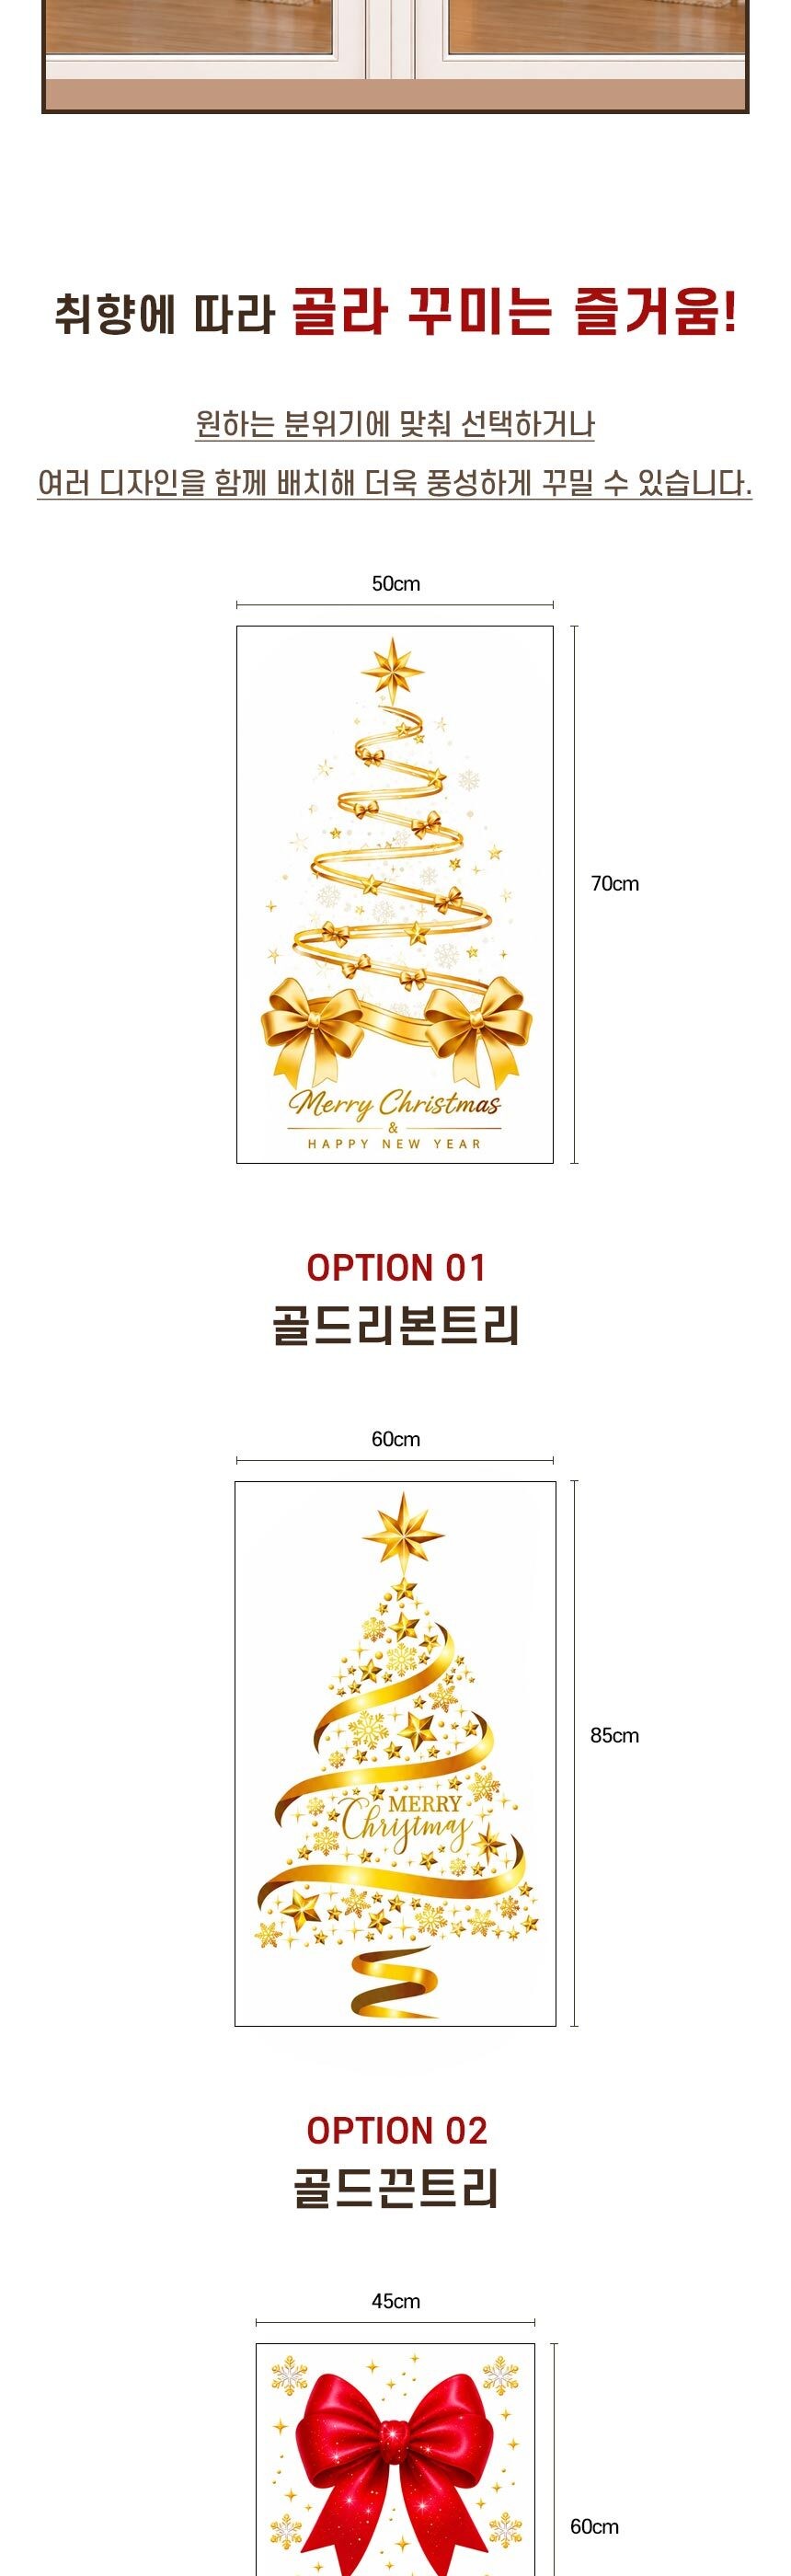 취향에 따라 골라 꾸미는 즐거움!
원하는 분위기에 맞춰 선택하거나
여러 디자인을 함께 배치해 더욱 풍성하게 꾸밀 수 있습니다.
50cm
70cm
Merry Christmas
&
HAPPY NEW YEAR
OPTION 01
골드리본트리
60cm
85cm
MERRY
Christmas
OPTION 02
골드끈트리
45cm
60cm